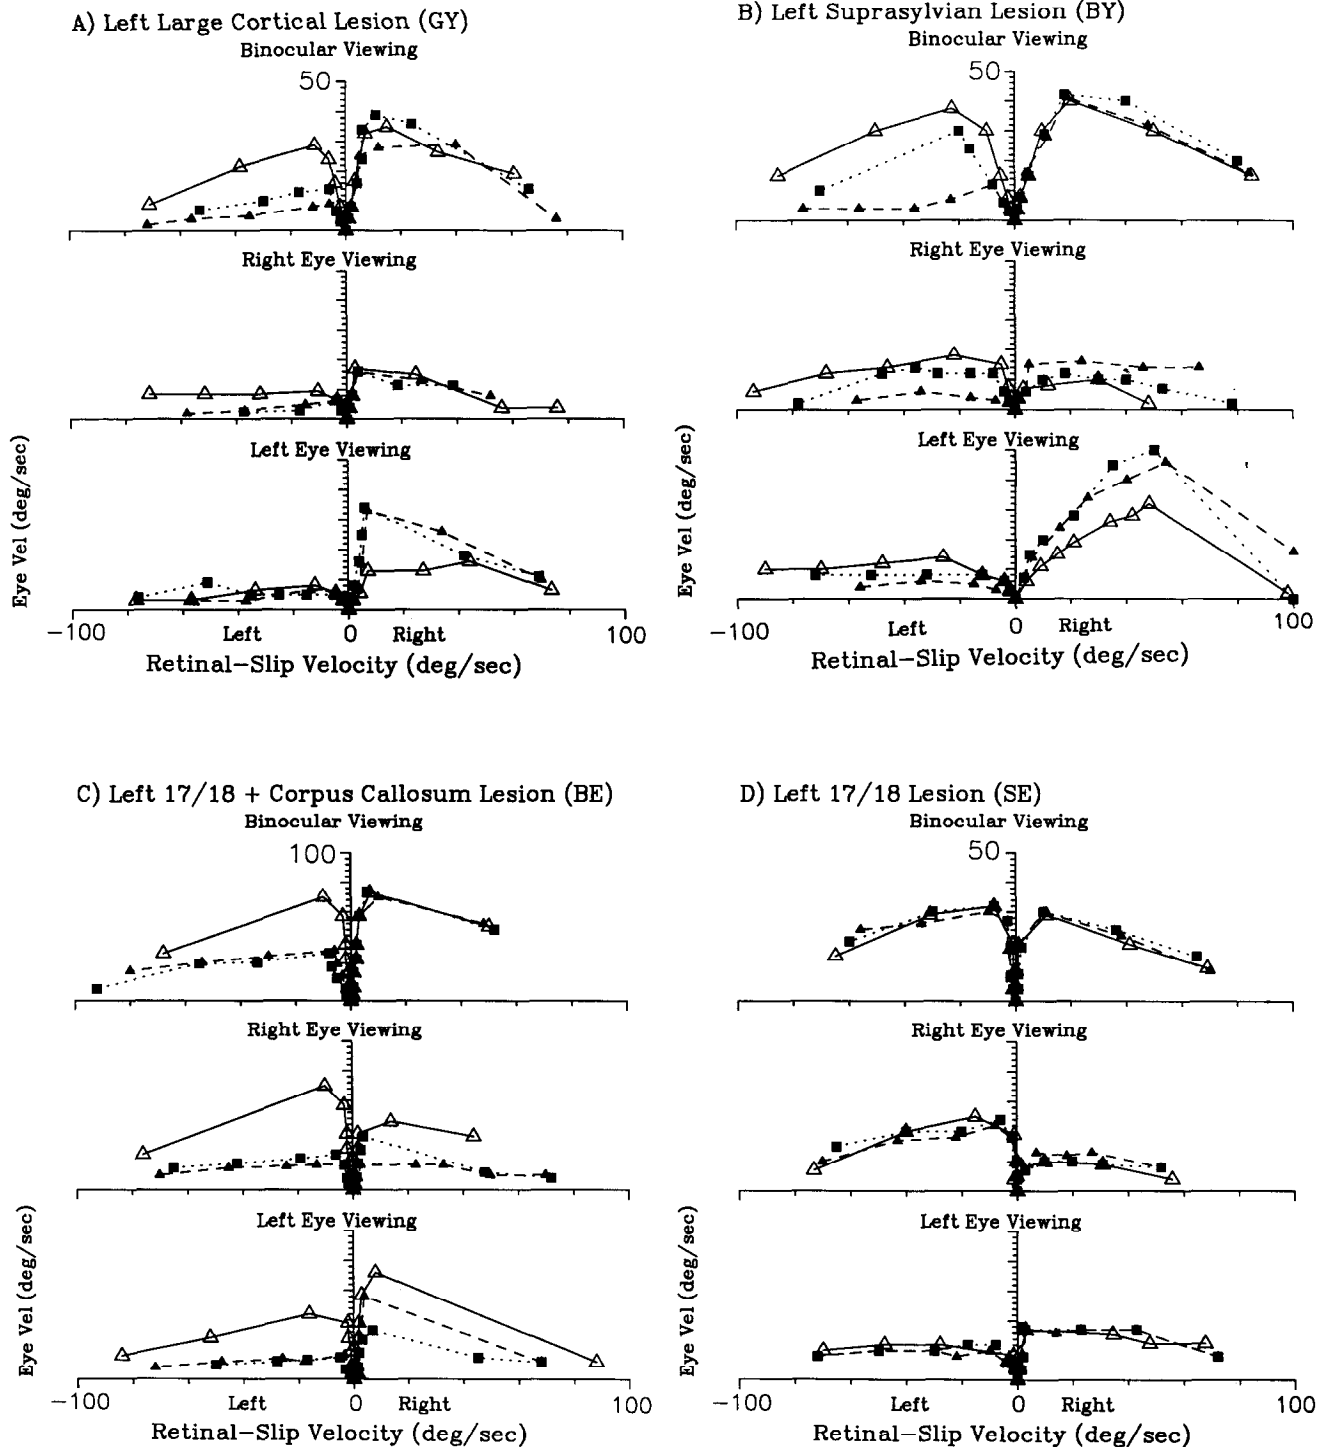 A) Left Large Cortical Lesion (GY)
Binocular Viewing
50
Right Eye Viewing
Left Eye Viewing
Eye Vel (deg/sec)
-100
Left
0
Right
100
Retinal-Slip Velocity (deg/sec)
B) Left Suprasylvian Lesion (BY)
Binocular Viewing
50
Right Eye Viewing
Left Eye Viewing
Eye Vel (deg/sec)
-100
Left
0
Right
100
Retinal-Slip Velocity (deg/sec)
C) Left 17/18 + Corpus Callosum Lesion (BE)
Binocular Viewing
100
Right Eye Viewing
Left Eye Viewing
Eye Vel (deg/sec)
-100
Left
0
Right
100
Retinal-Slip Velocity (deg/sec)
D) Left 17/18 Lesion (SE)
Binocular Viewing
50
Right Eye Viewing
Left Eye Viewing
Eye Vel (deg/sec)
-100
Left
0
Right
100
Retinal-Slip Velocity (deg/sec)